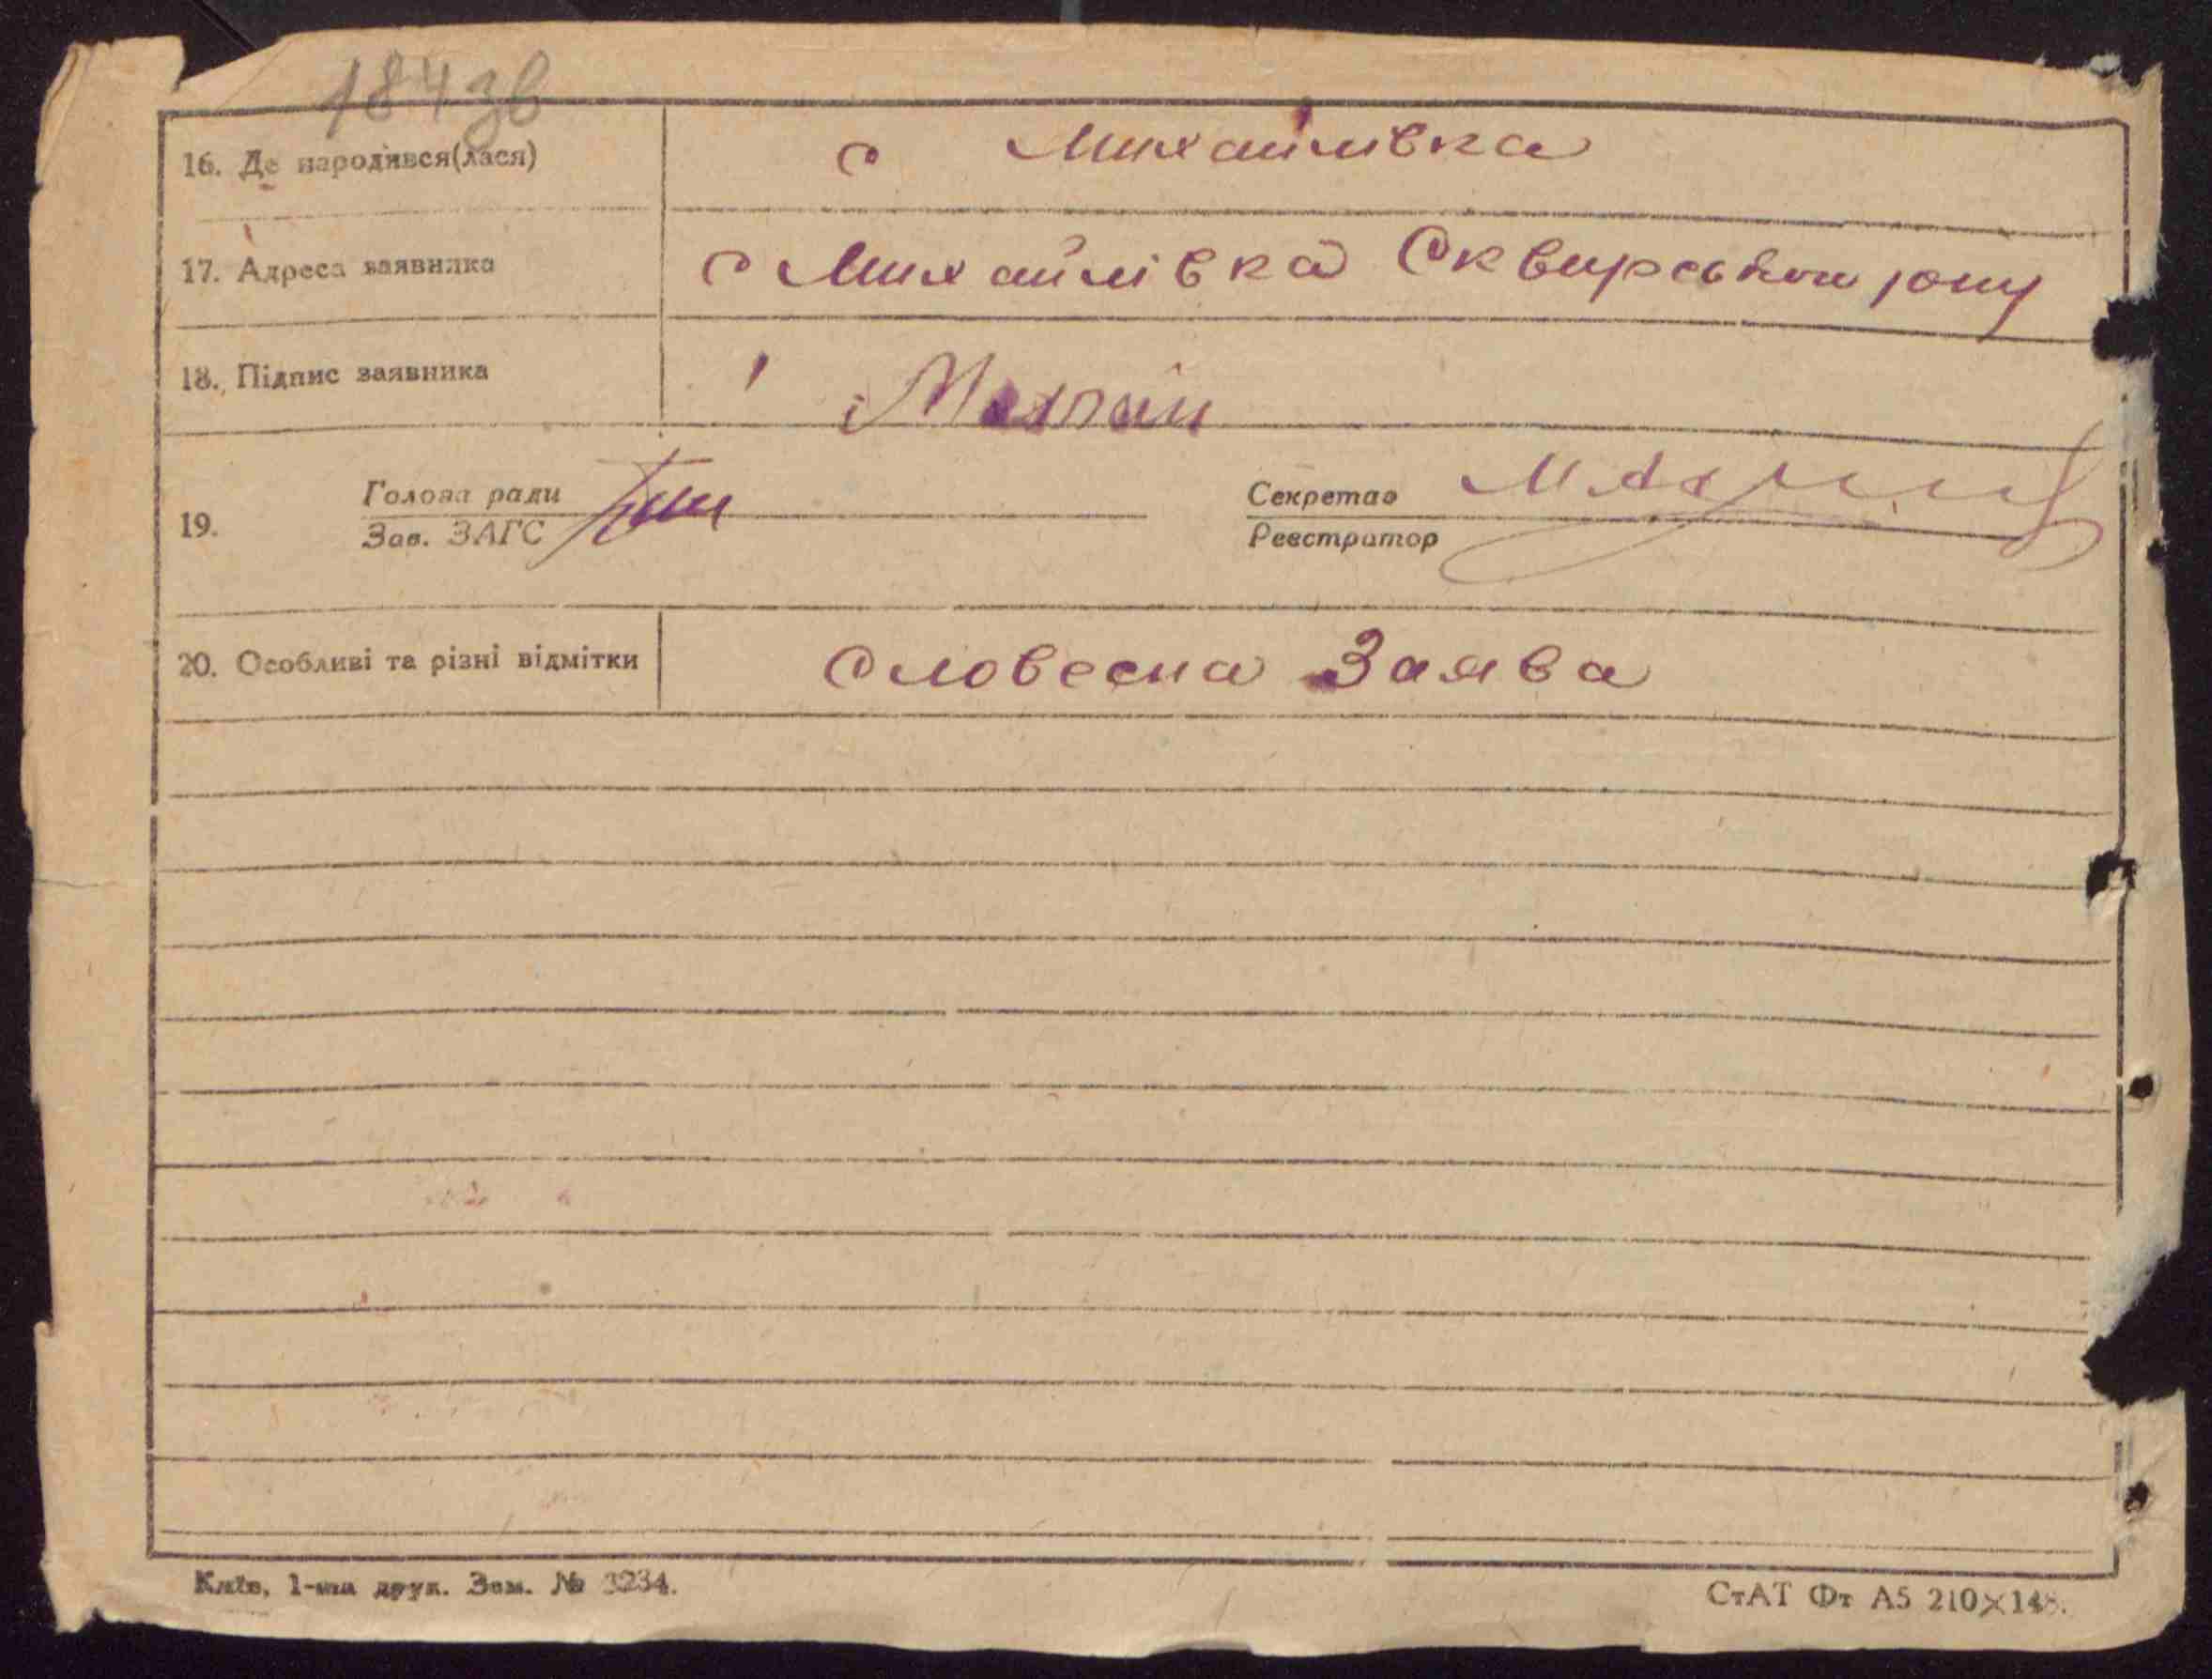 184зв
16. Де народився(лася) с Михайлівка
17. Адреса заявника с Михайлівка Сквирського р-ну
18. Підпис заявника
19. Голова ради Секретар
Зав. ЗАГС Реєстратор
20. Особливі та різні відмітки Словесна Заява
Київ, 1-ша друк. Зам. № 3234.
СтАТ Фт А5 210×148.